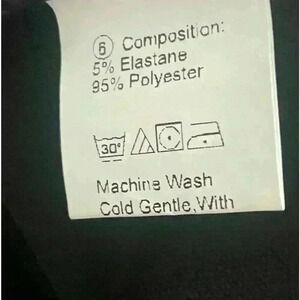 6 Composition:
5% Elastane
95% Polyester
30°
Machine Wash
Cold Gentle,With